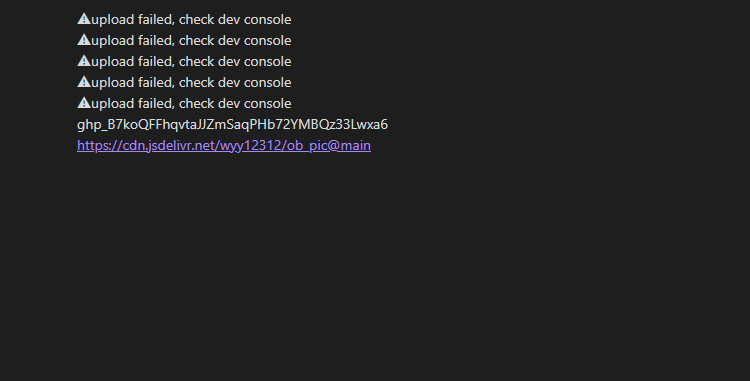 ⚠upload failed, check dev console
⚠upload failed, check dev console
⚠upload failed, check dev console
⚠upload failed, check dev console
⚠upload failed, check dev console
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
https://cdn.jsdelivr.net/wyy12312/ob_pic@main